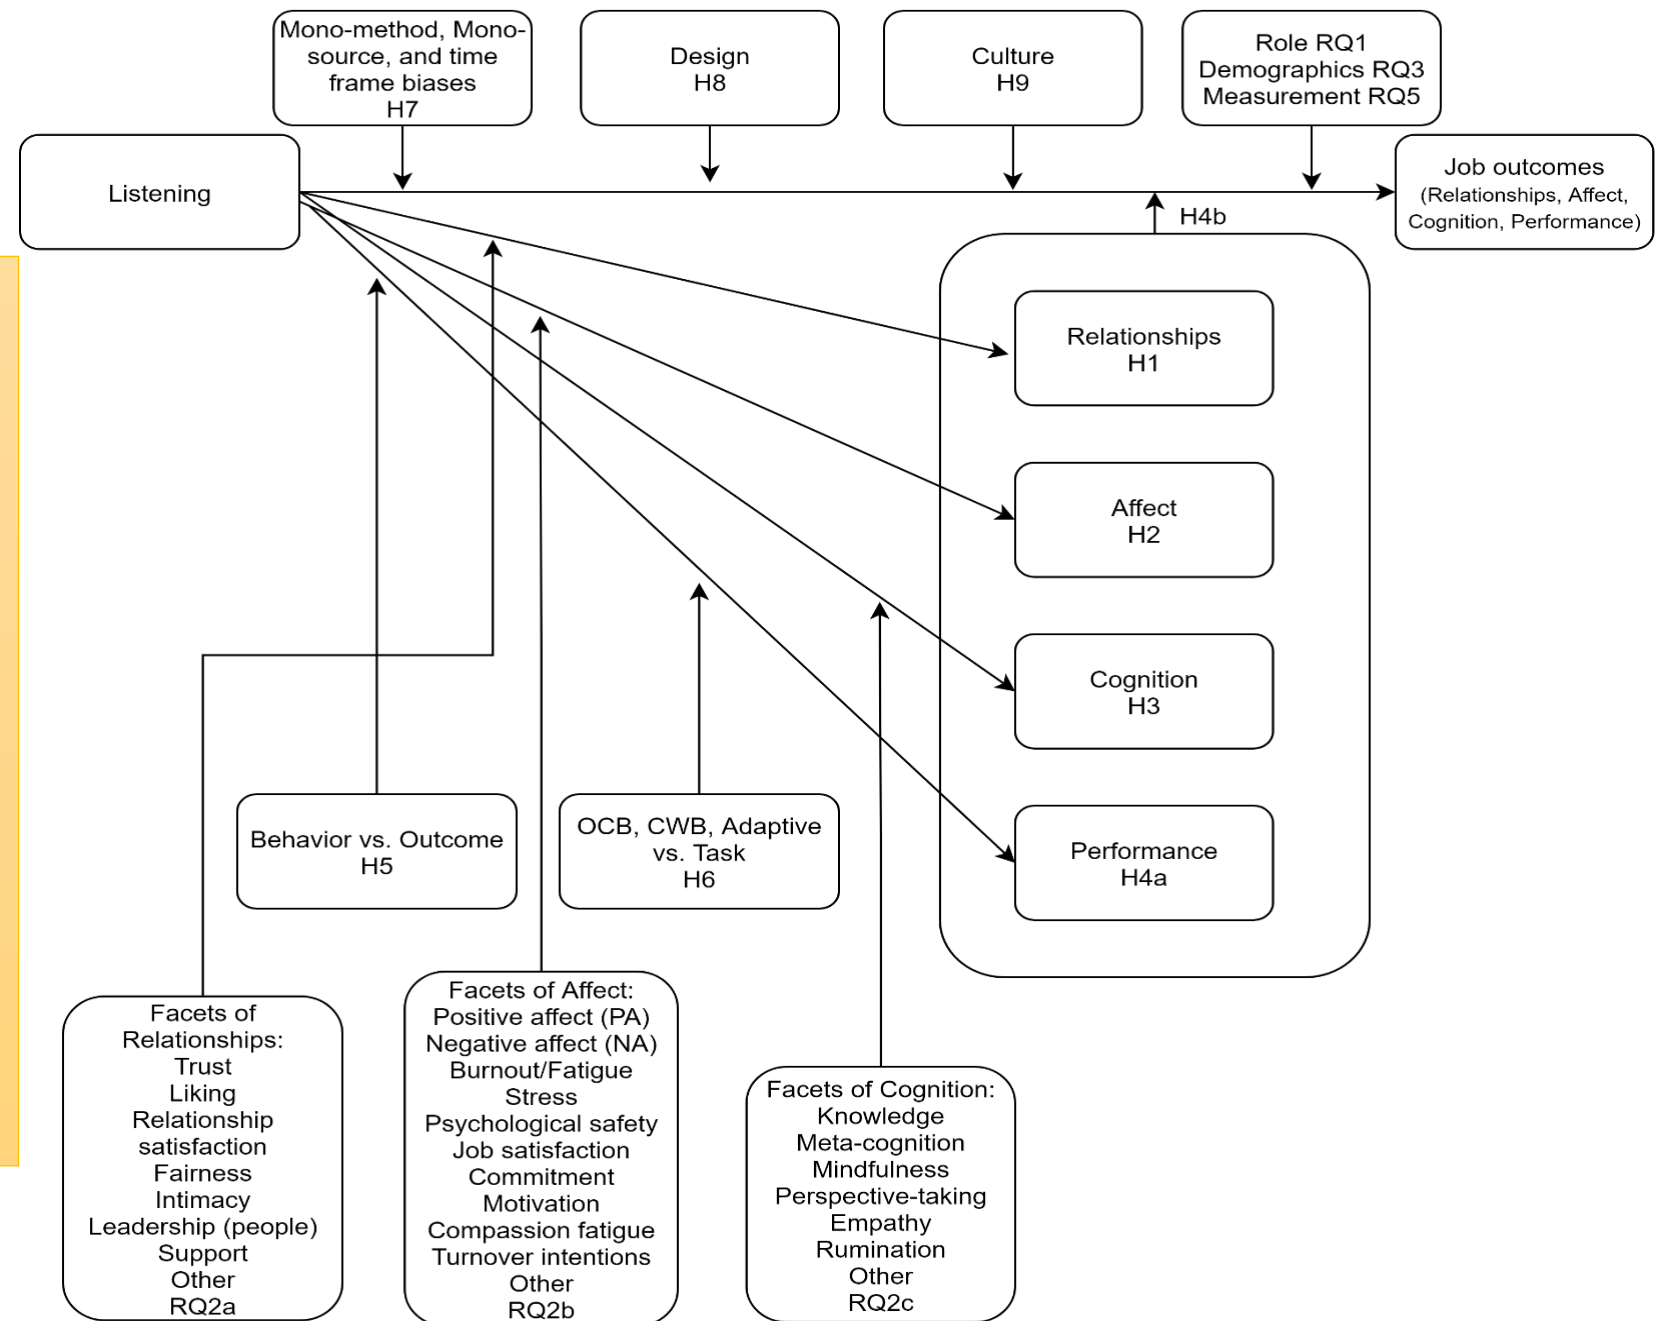 Mono-method, Mono-
source, and time
frame biases
H7
Design
H8
Culture
H9
Role RQ1
Demographics RQ3
Measurement RQ5
Listening
Job outcomes
(Relationships, Affect,
Cognition, Performance)
H4b
Relationships
H1
Affect
H2
Cognition
H3
Performance
H4a
Behavior vs. Outcome
H5
OCB, CWB, Adaptive
vs. Task
H6
Facets of
Relationships:
Trust
Liking
Relationship
satisfaction
Fairness
Intimacy
Leadership (people)
Support
Other
RQ2a
Facets of Affect:
Positive affect (PA)
Negative affect (NA)
Burnout/Fatigue
Stress
Psychological safety
Job satisfaction
Commitment
Motivation
Compassion fatigue
Turnover intentions
Other
RQ2b
Facets of Cognition:
Knowledge
Meta-cognition
Mindfulness
Perspective-taking
Empathy
Rumination
Other
RQ2c